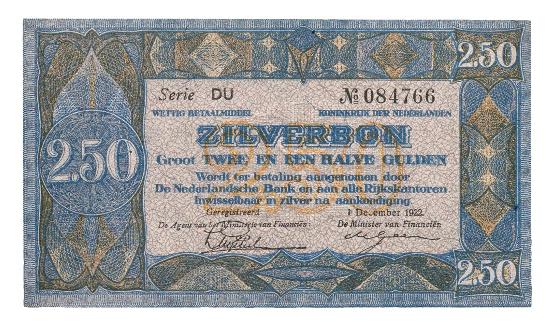 2.50
Serie DU № 084766
WETTIG BETAALMIDDEL KONINKRIJK DER NEDERLANDEN
ZILVERBON
Groot TWEE EN EEN HALVE GULDEN
Wordt ter betaling aangenomen door
De Nederlandsche Bank en aan alle Rijkskantoren
Inwisselbaar in zilver na aankondiging
Geregistreerd 1 December 1922
De Agent van het Ministerie van Financiën De Minister van Financiën
2.50
2.50